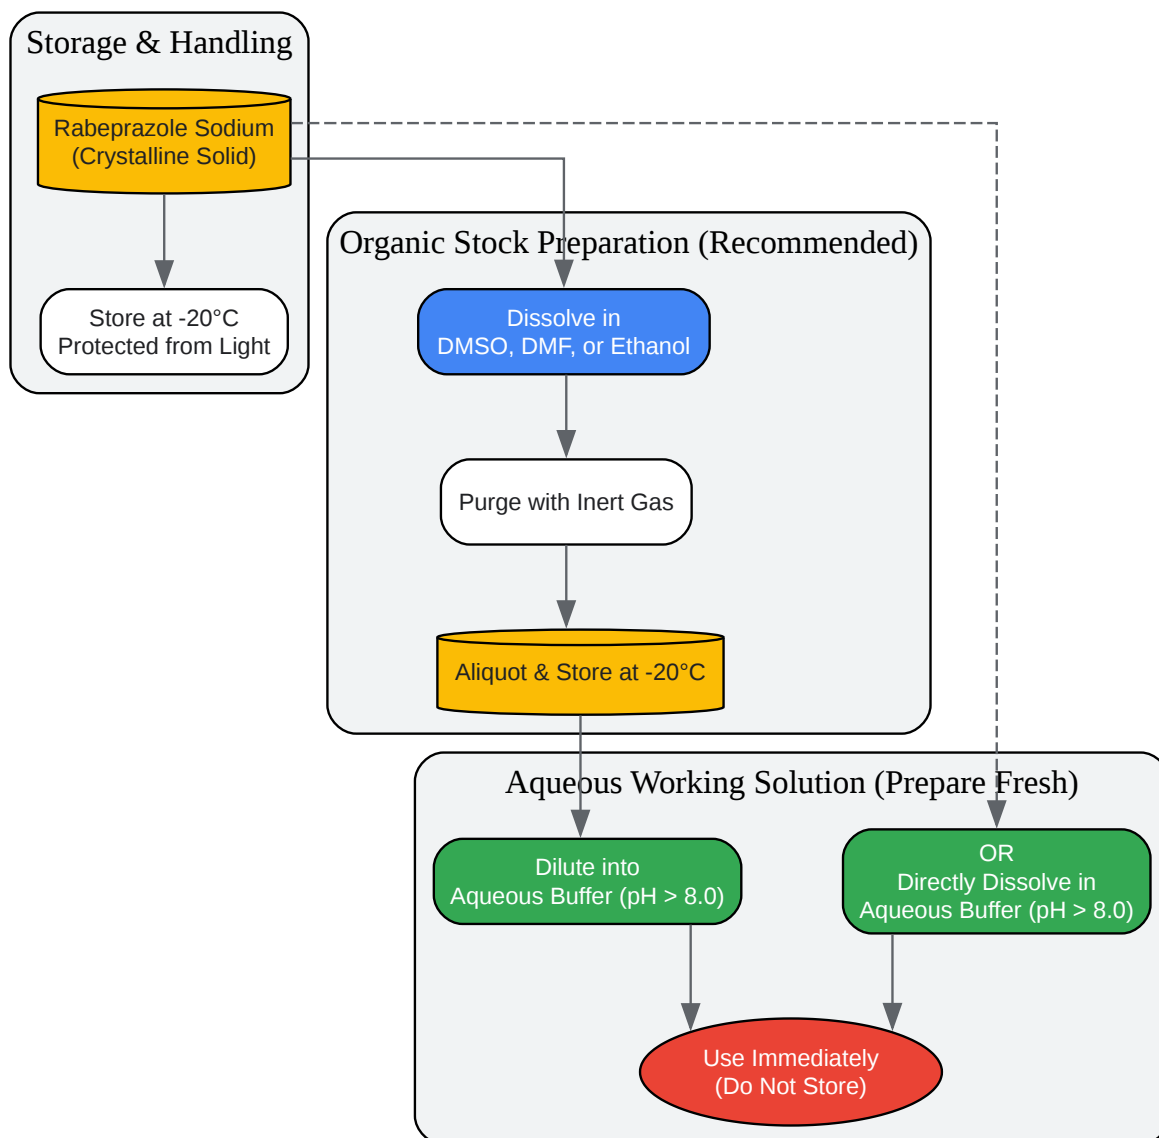 Storage & Handling
Rabeprazole Sodium
(Crystalline Solid)
Store at -20°C
Protected from Light
Organic Stock Preparation (Recommended)
Dissolve in
DMSO, DMF, or Ethanol
Purge with Inert Gas
Aliquot & Store at -20°C
Aqueous Working Solution (Prepare Fresh)
Dilute into
Aqueous Buffer (pH > 8.0)
OR
Directly Dissolve in
Aqueous Buffer (pH > 8.0)
Use Immediately
(Do Not Store)